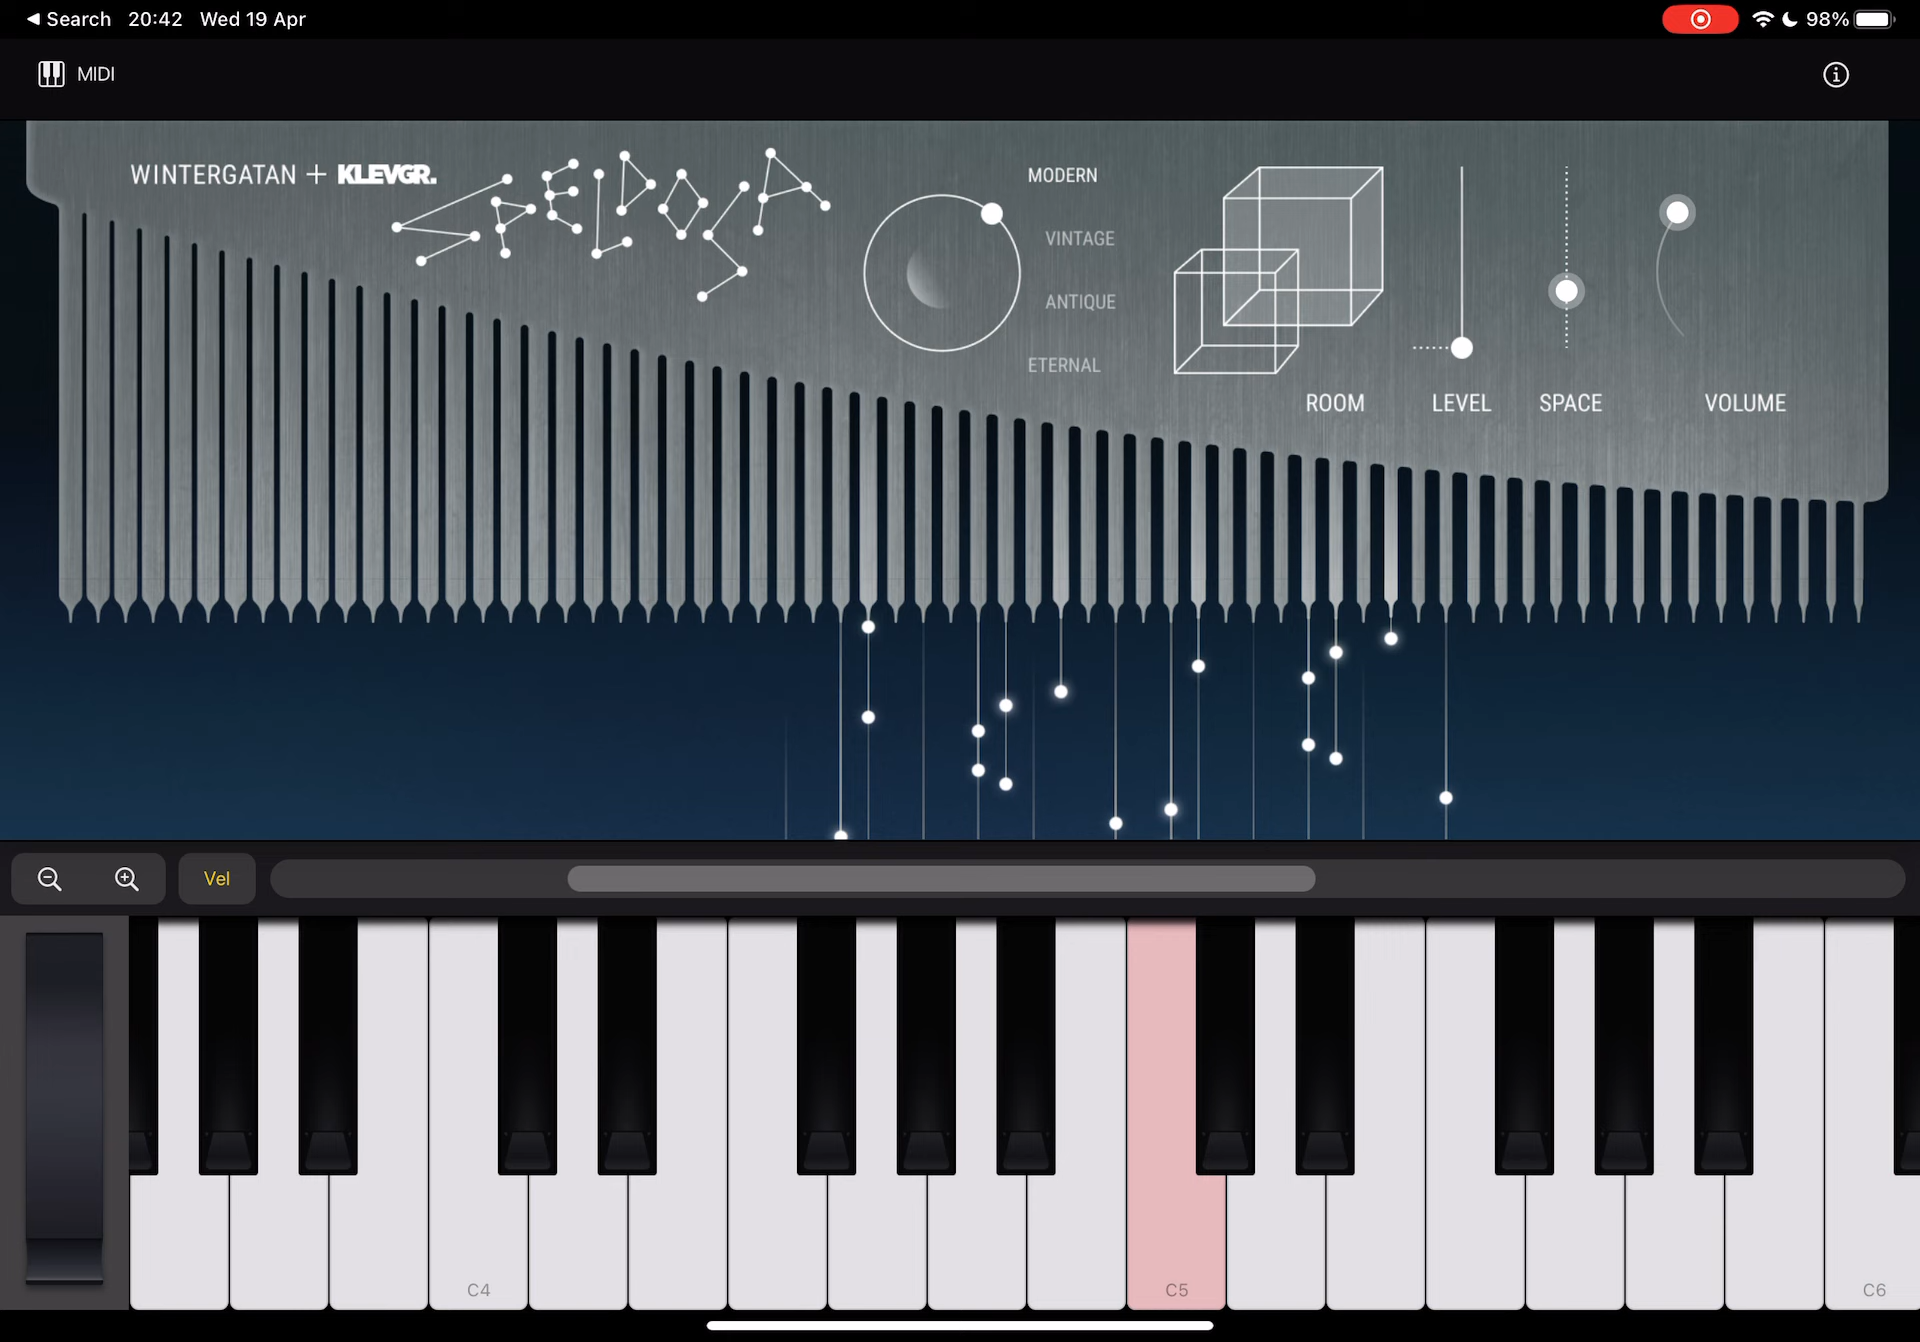 Search 20:42 Wed 19 Apr
98%
MIDI
WINTERGATAN + KLEVGR.
SPELDOSA
MODERN
VINTAGE
ANTIQUE
ETERNAL
ROOM LEVEL SPACE VOLUME
Vel
C4 C5 C6